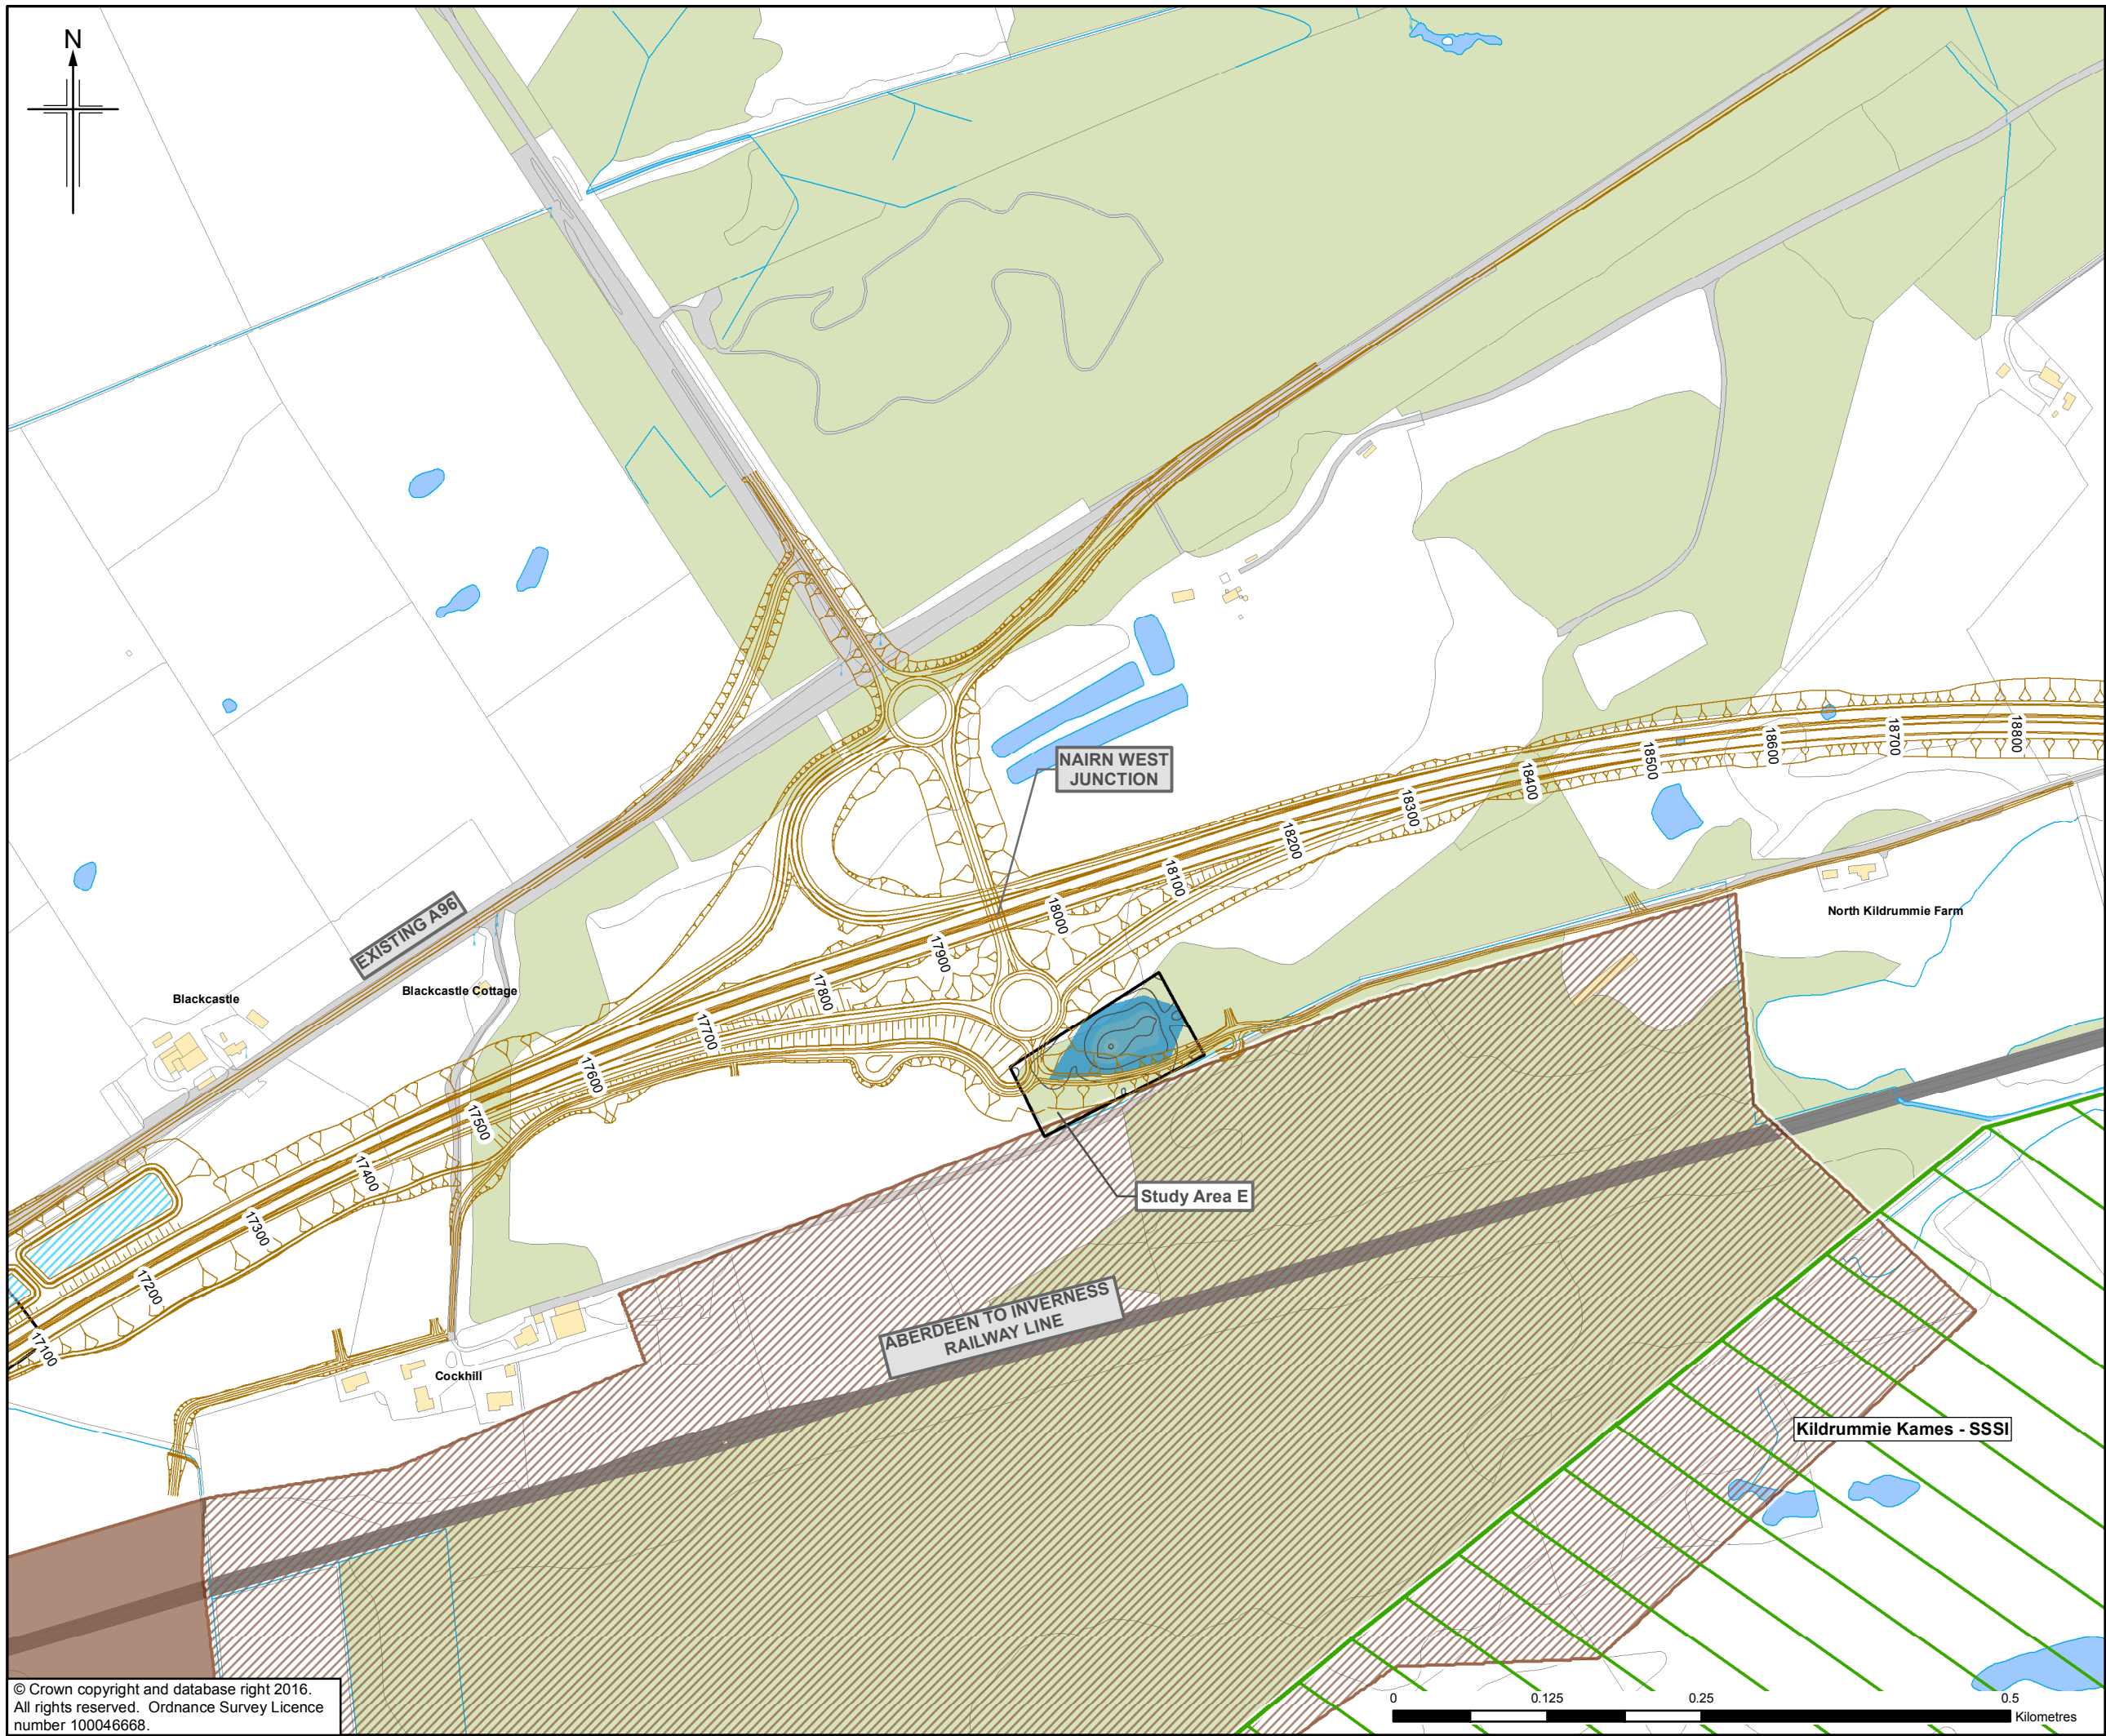 N
NAIRN WEST
JUNCTION
EXISTING A96
Blackcastle
Blackcastle Cottage
North Kildrummie Farm
17100
17200
17300
17400
17500
17600
17700
17800
17900
18000
18100
18200
18300
18400
18500
18600
18700
18800
Study Area E
ABERDEEN TO INVERNESS
RAILWAY LINE
Cockhill
Kildrummie Kames - SSSI
© Crown copyright and database right 2016.
All rights reserved. Ordnance Survey Licence
number 100046668.
0 0.125 0.25 0.5
Kilometres